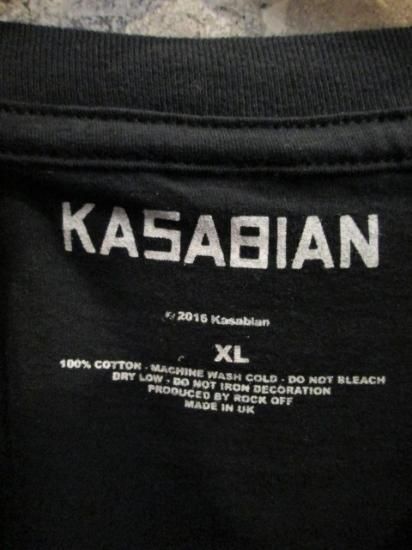 KASABIAN
© 2016 Kasabian
XL
100% COTTON - MACHINE WASH COLD - DO NOT BLEACH
DRY LOW - DO NOT IRON DECORATION
PRODUCED BY ROCK OFF
MADE IN UK